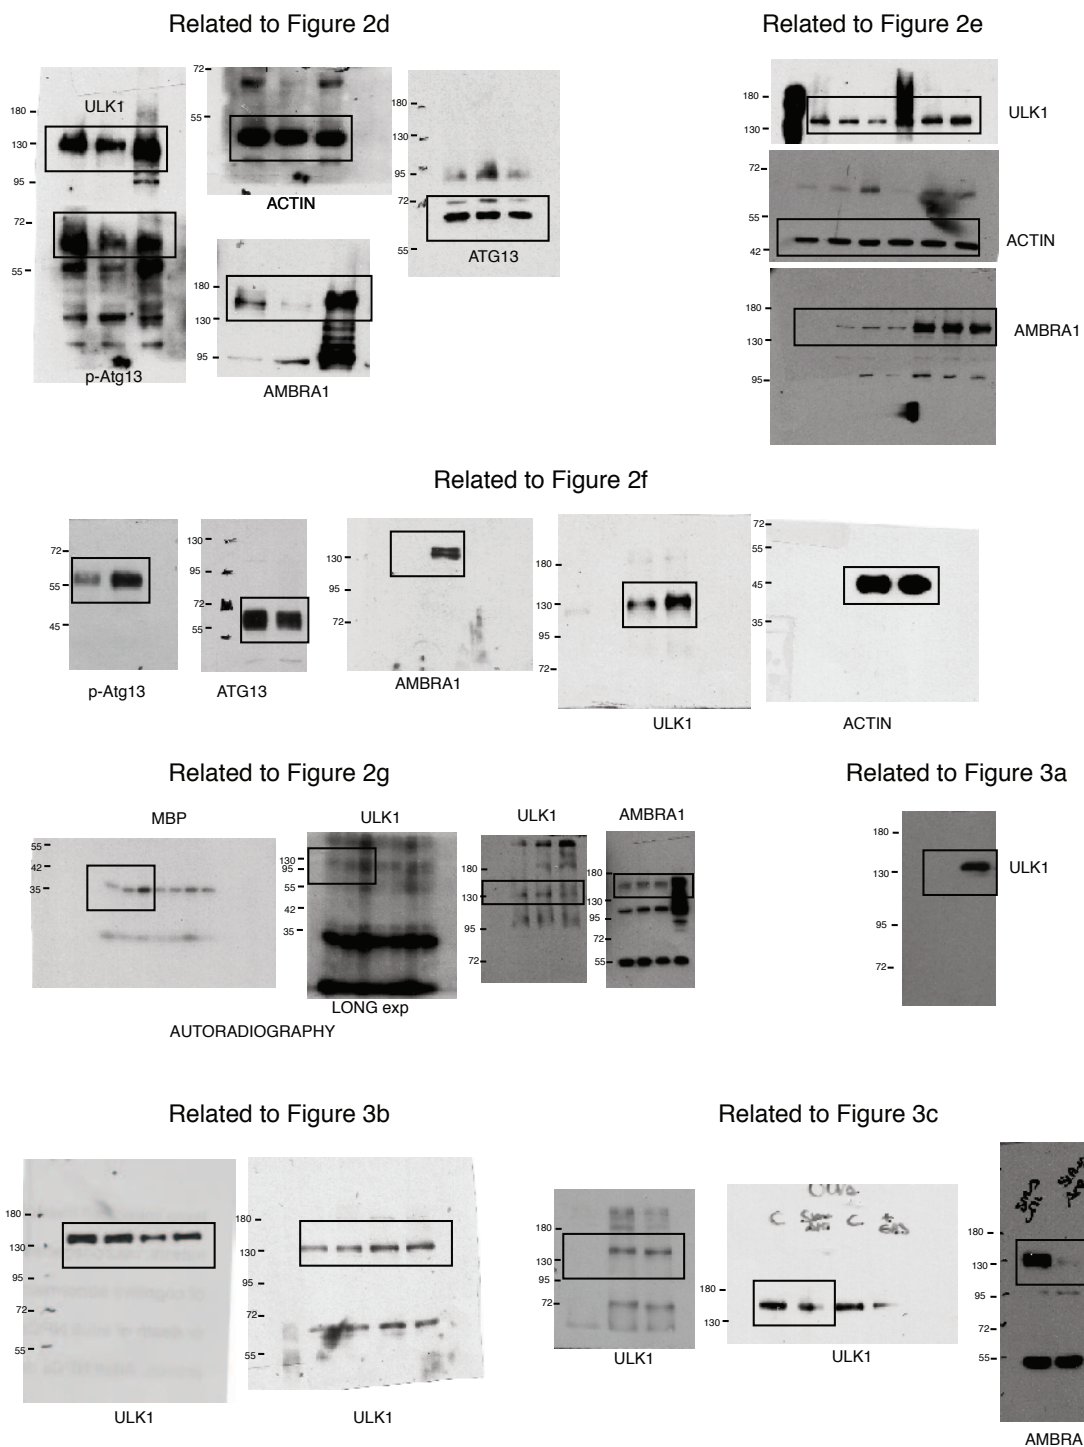 Related to Figure 2d
ULK1
180
130
95
72
55
p-Atg13
72
55
ACTIN
180
130
95
AMBRA1
180
130
95
72
55
ATG13
Related to Figure 2e
180
130
ULK1
72
55
42
ACTIN
180
130
95
AMBRA1
Related to Figure 2f
72
55
45
p-Atg13
130
95
72
55
ATG13
130
95
72
AMBRA1
180
130
95
72
ULK1
72
55
45
35
ACTIN
Related to Figure 2g
MBP
55
42
35
ULK1
130
95
55
42
35
LONG exp
AUTORADIOGRAPHY
ULK1
180
130
95
72
AMBRA1
180
130
95
72
55
Related to Figure 3a
180
130
95
72
ULK1
Related to Figure 3b
180
130
95
72
55
ULK1
180
130
95
72
55
ULK1
Related to Figure 3c
180
130
95
72
ULK1
C
C
180
130
ULK1
180
130
95
72
55
AMBRA